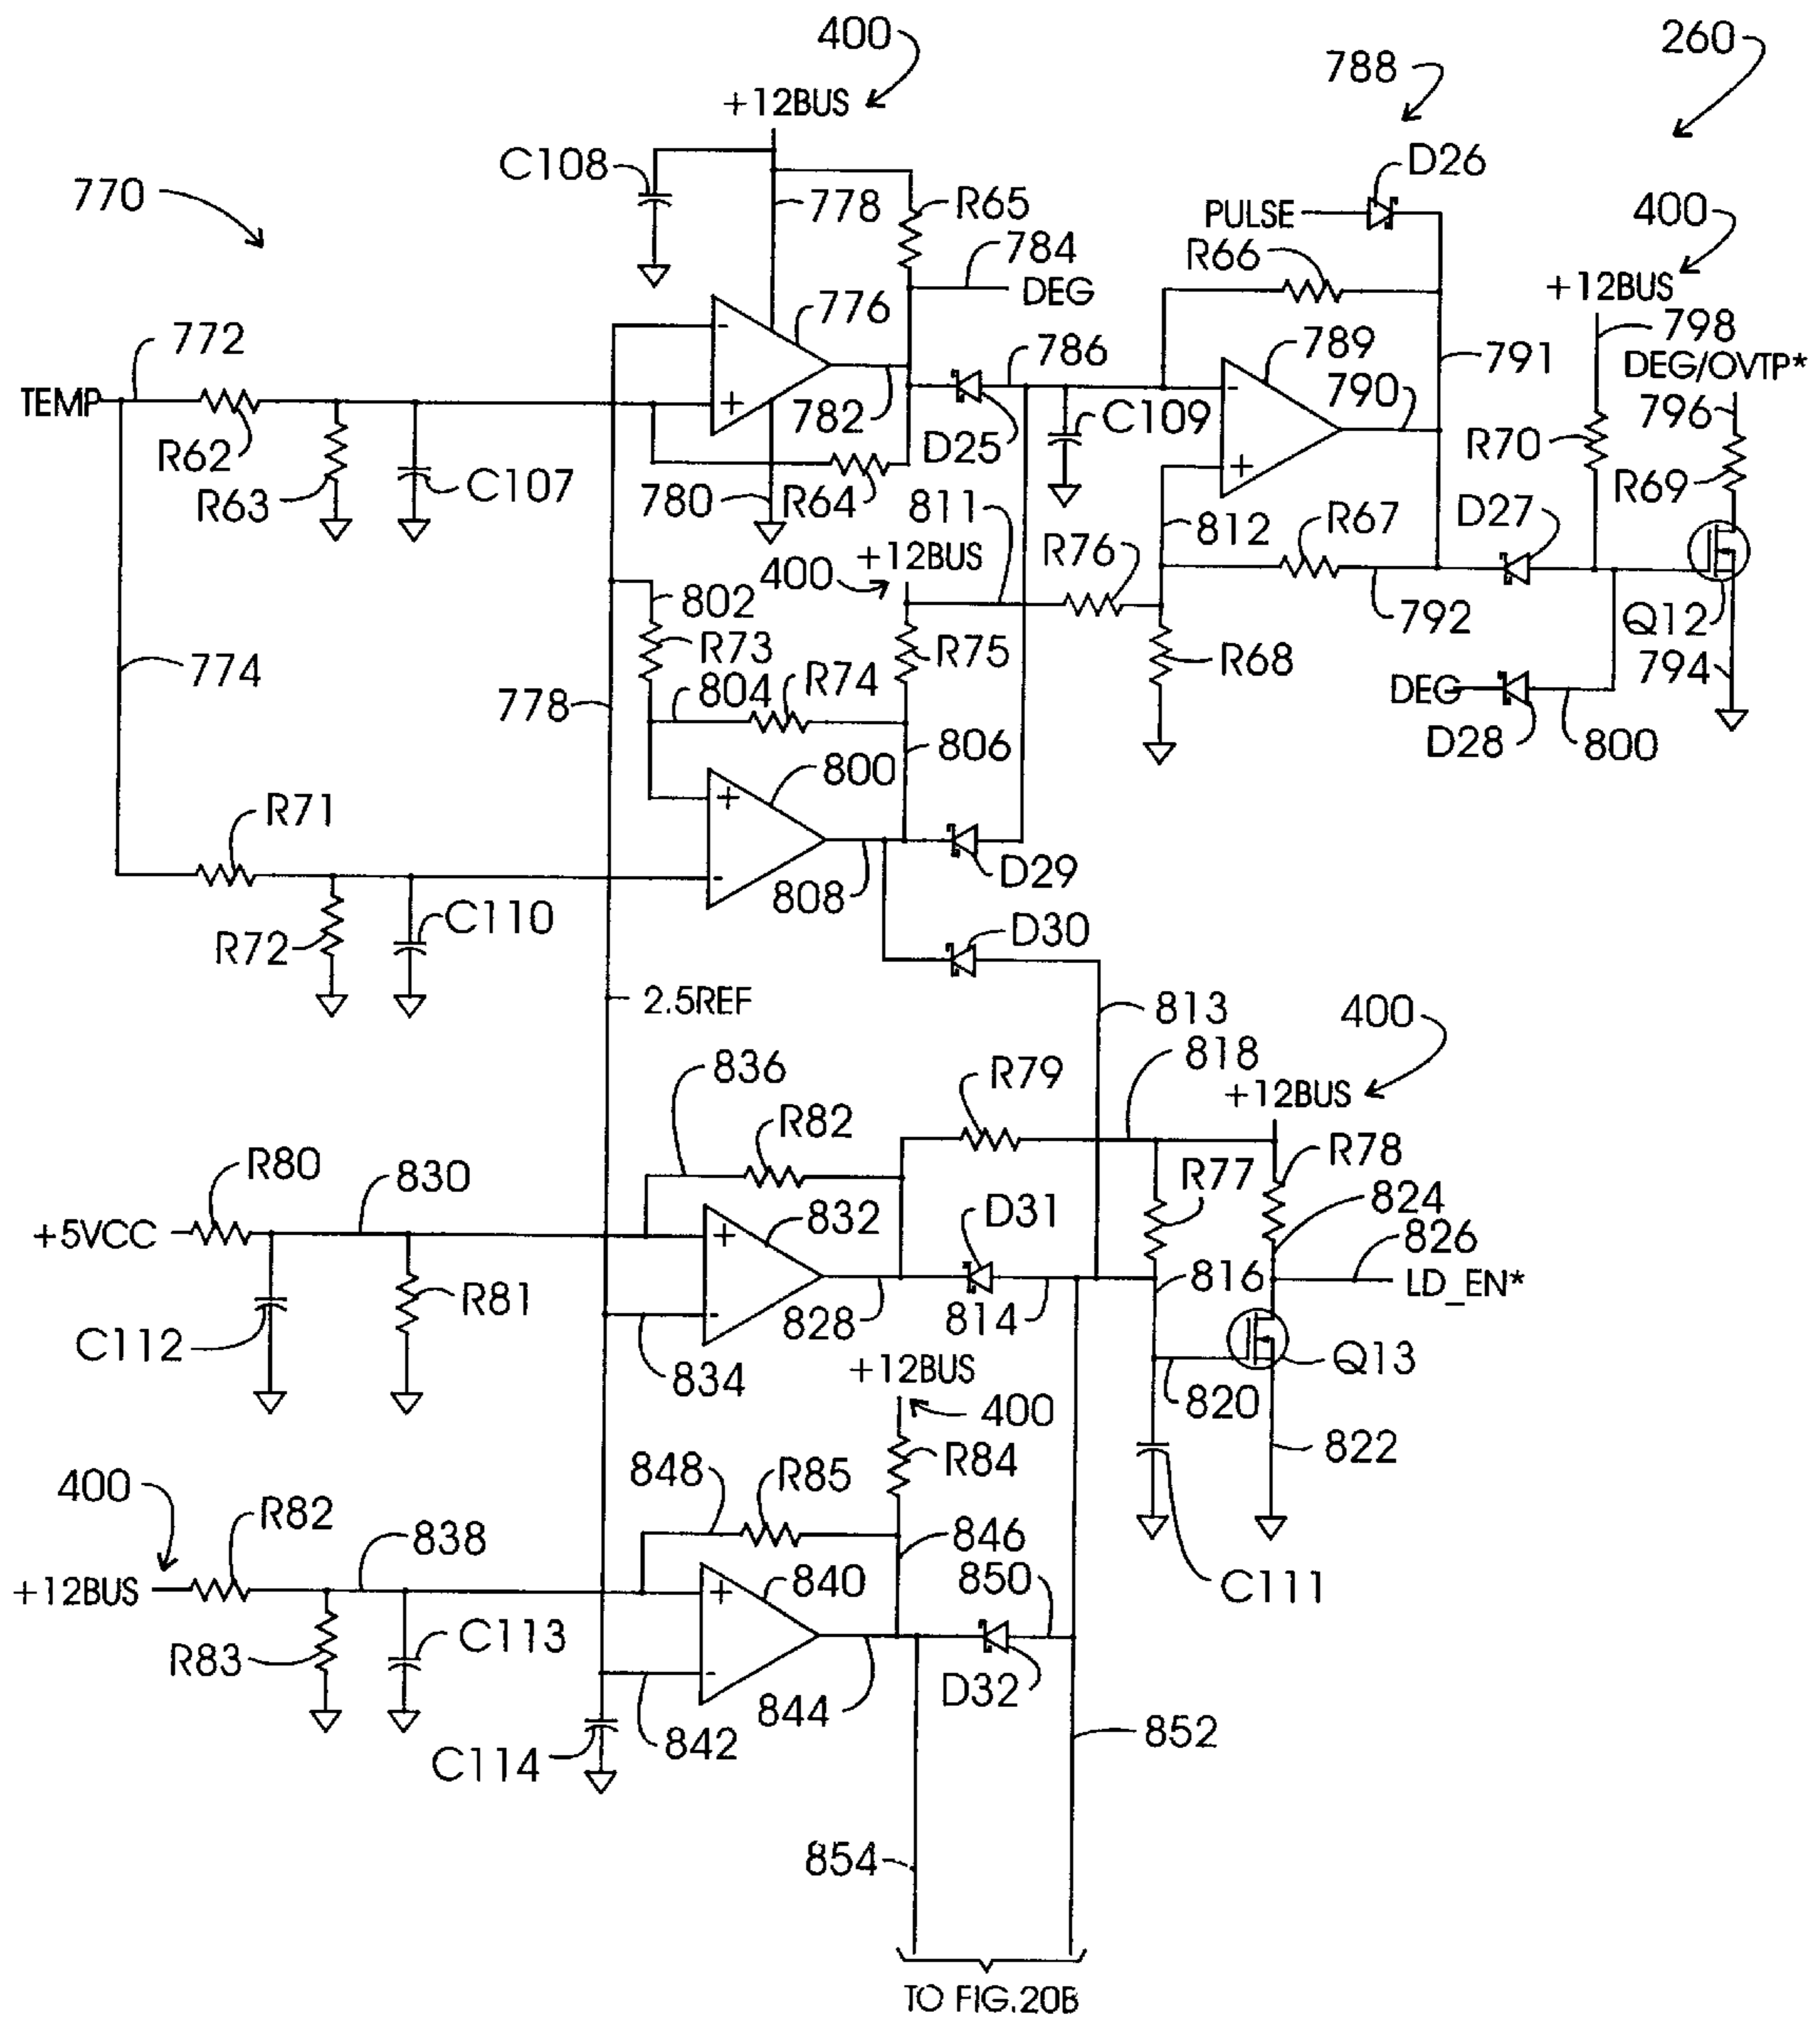 400
260
788
+12BUS
D26
C108
770
778
R65
PULSE
400
784
R66
DEG
+12BUS
776
798
772
786
789
791
DEG/OVTP*
TEMP
-
-
+
782
C109
790
796
R62
D25
R70
R63
C107
780
R64
811
+
R69
812
R67
D27
400
+12BUS
R76
802
792
Q12
R73
R75
R68
774
804
R74
794
778
DEG
806
D28
800
800
R71
+
D29
-
808
C110
R72
D30
2.5REF
813
400
836
R79
818
+12BUS
R82
R78
R80
830
R77
824
+5VCC
832
D31
826
+
816
LD_EN*
R81
-
828
814
C112
834
+12BUS
Q13
820
400
848
R85
R84
822
400
R82
838
846
+12BUS
+
840
850
C111
R83
C113
-
D32
844
842
852
C114
854
TO FIG.20B